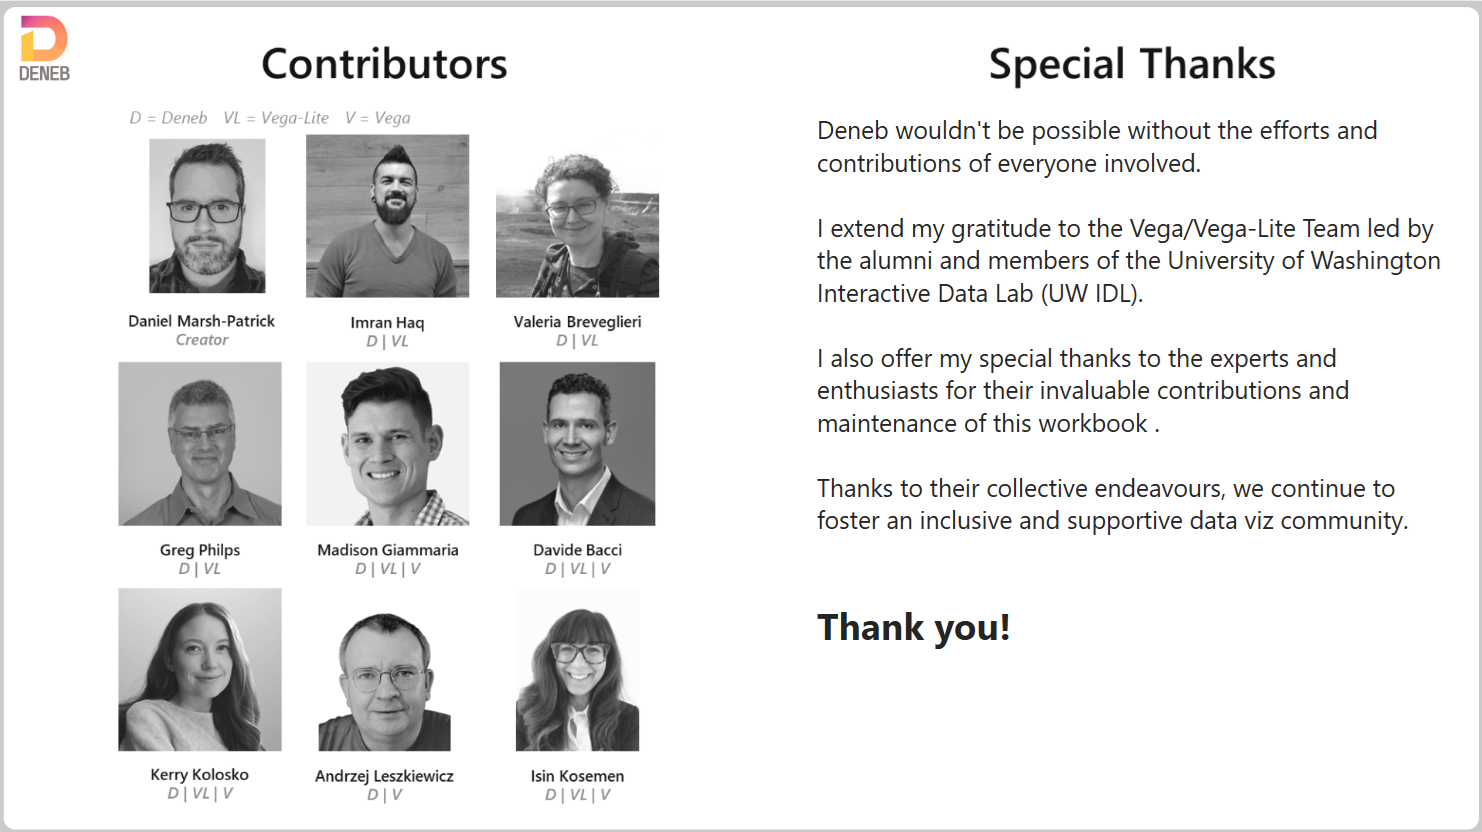 DENEB
Contributors
D = Deneb VL = Vega-Lite V = Vega
Daniel Marsh-Patrick
Creator
Imran Haq
D | VL
Valeria Breveglieri
D | VL
Greg Philps
D | VL
Madison Giammaria
D | VL | V
Davide Bacci
D | VL | V
Kerry Kolosko
D | VL | V
Andrzej Leszkiewicz
D | V
Isin Kosemen
D | VL | V
Special Thanks
Deneb wouldn't be possible without the efforts and
contributions of everyone involved.
I extend my gratitude to the Vega/Vega-Lite Team led by
the alumni and members of the University of Washington
Interactive Data Lab (UW IDL).
I also offer my special thanks to the experts and
enthusiasts for their invaluable contributions and
maintenance of this workbook .
Thanks to their collective endeavours, we continue to
foster an inclusive and supportive data viz community.
Thank you!